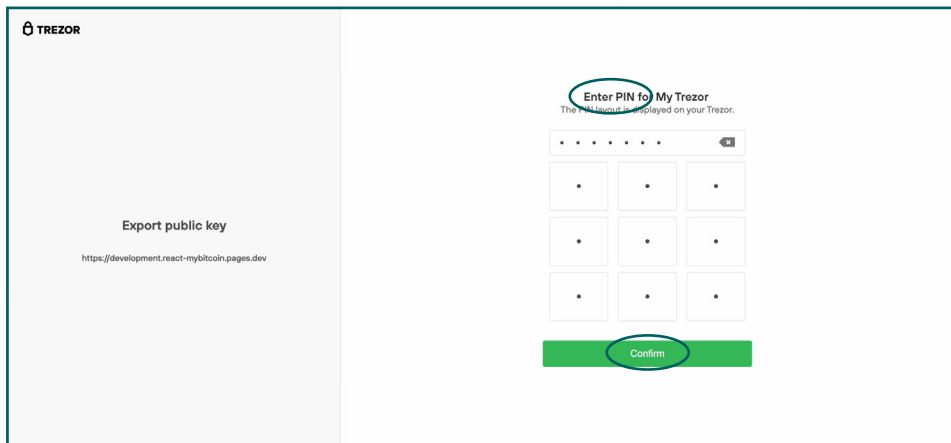 TREZOR
Export public key
https://development.react-mybitcoin.pages.dev
Enter PIN for My Trezor
The PIN layout is displayed on your Trezor.
Confirm